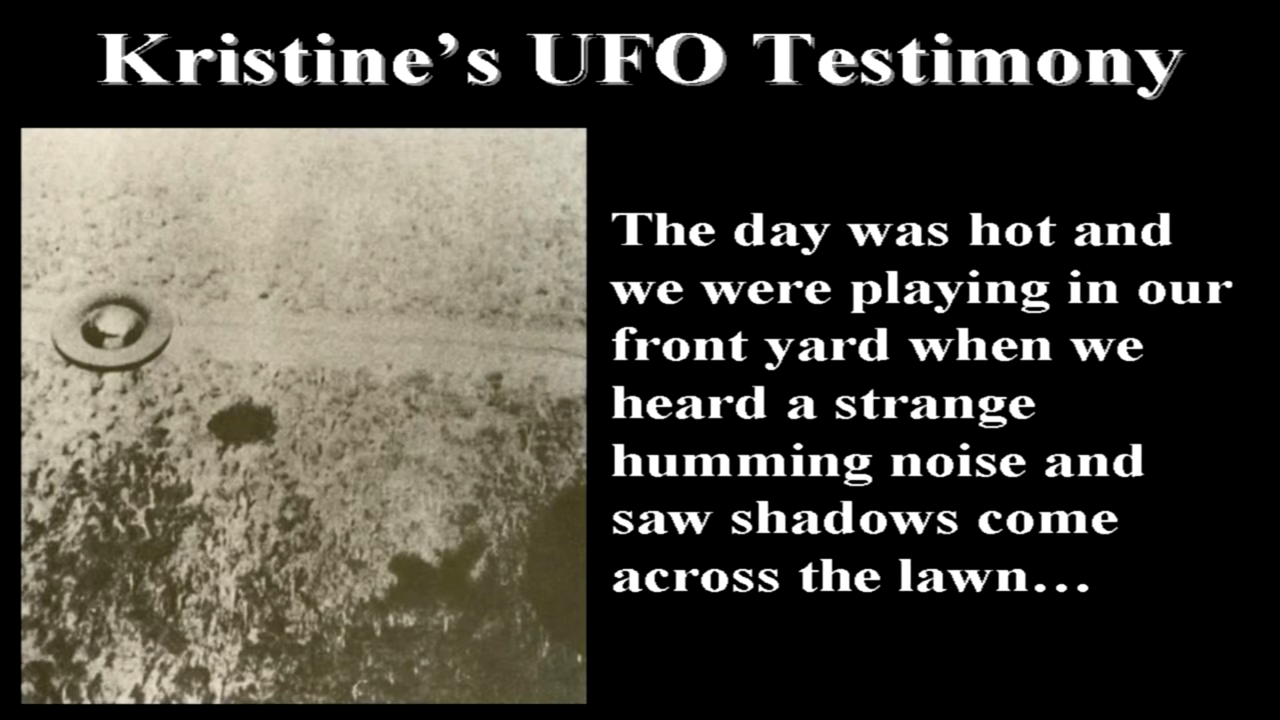 Kristine’s UFO Testimony
The day was hot and
we were playing in our
front yard when we
heard a strange
humming noise and
saw shadows come
across the lawn…